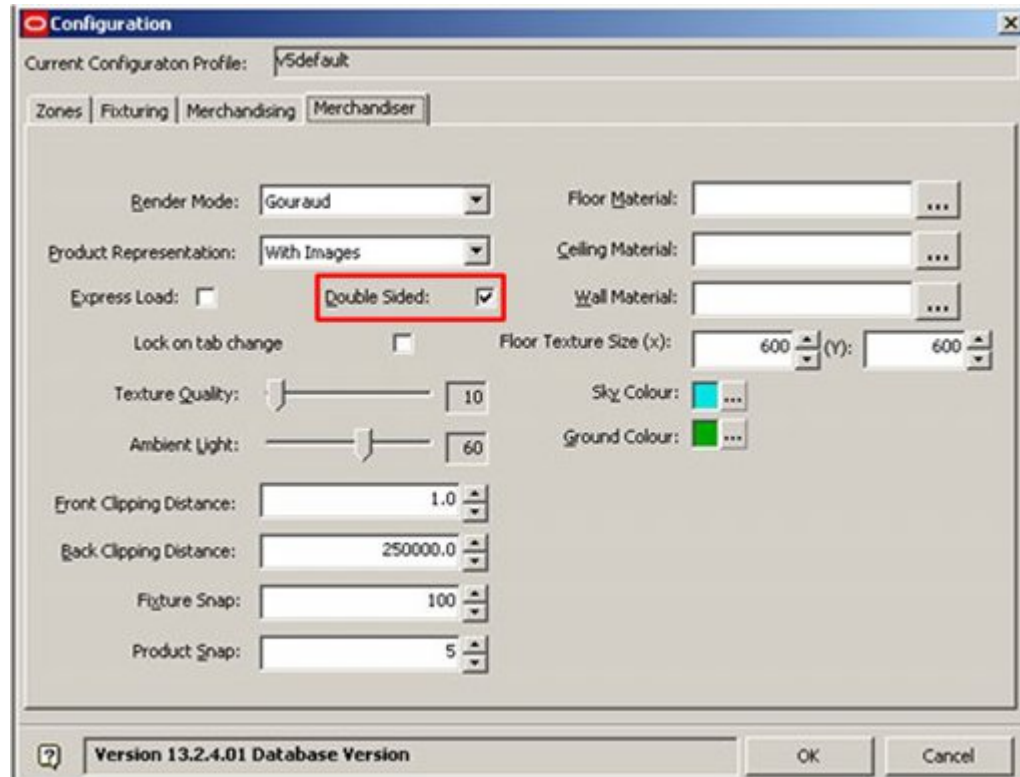 Configuration
Current Configuraton Profile: v5default
Zones Fixturing Merchandising Merchandiser
Render Mode: Gouraud
Product Representation: With Images
Express Load: Double Sided:
Lock on tab change
Texture Quality: 10
Ambient Light: 60
Front Clipping Distance: 1.0
Back Clipping Distance: 250000.0
Fixture Snap: 100
Product Snap: 5
Floor Material: ...
Ceiling Material: ...
Wall Material: ...
Floor Texture Size (x): 600 (Y): 600
Sky Colour: ...
Ground Colour: ...
Version 13.2.4.01 Database Version
OK Cancel